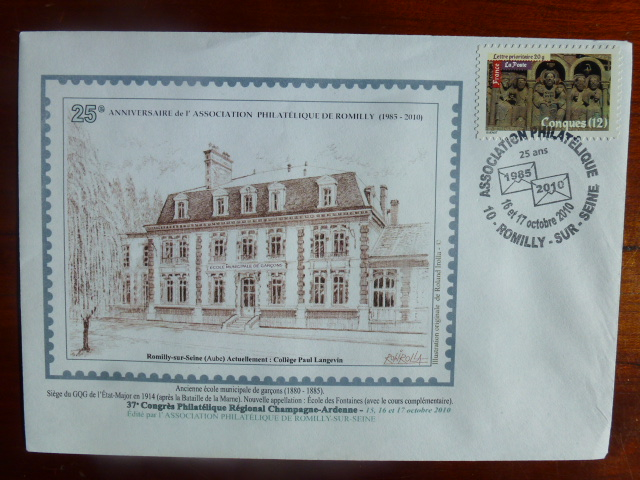 25e ANNIVERSAIRE de l' ASSOCIATION PHILATÉLIQUE DE ROMILLY (1985 - 2010)
ÉCOLE MUNICIPALE DE GARÇONS
Illustration originale de Roland Irolla - ©
Romilly-sur-Seine (Aube) Actuellement : Collège Paul Langevin
R. IROLLA
Ancienne école municipale de garçons (1880 - 1885).
Siège du GQG de l'État-Major en 1914 (après la Bataille de la Marne). Nouvelle appellation : École des Fontaines (avec le cours complémentaire).
37e Congrès Philatélique Régional Champagne-Ardenne - 15, 16 et 17 octobre 2010
Édité par l'ASSOCIATION PHILATÉLIQUE DE ROMILLY-SUR-SEINE
Lettre prioritaire 20g
France
La Poste
Conques (12)
ASSOCIATION PHILATÉLIQUE
25 ans
1985
2010
16 et 17 octobre 2010
10 - ROMILLY - SUR - SEINE